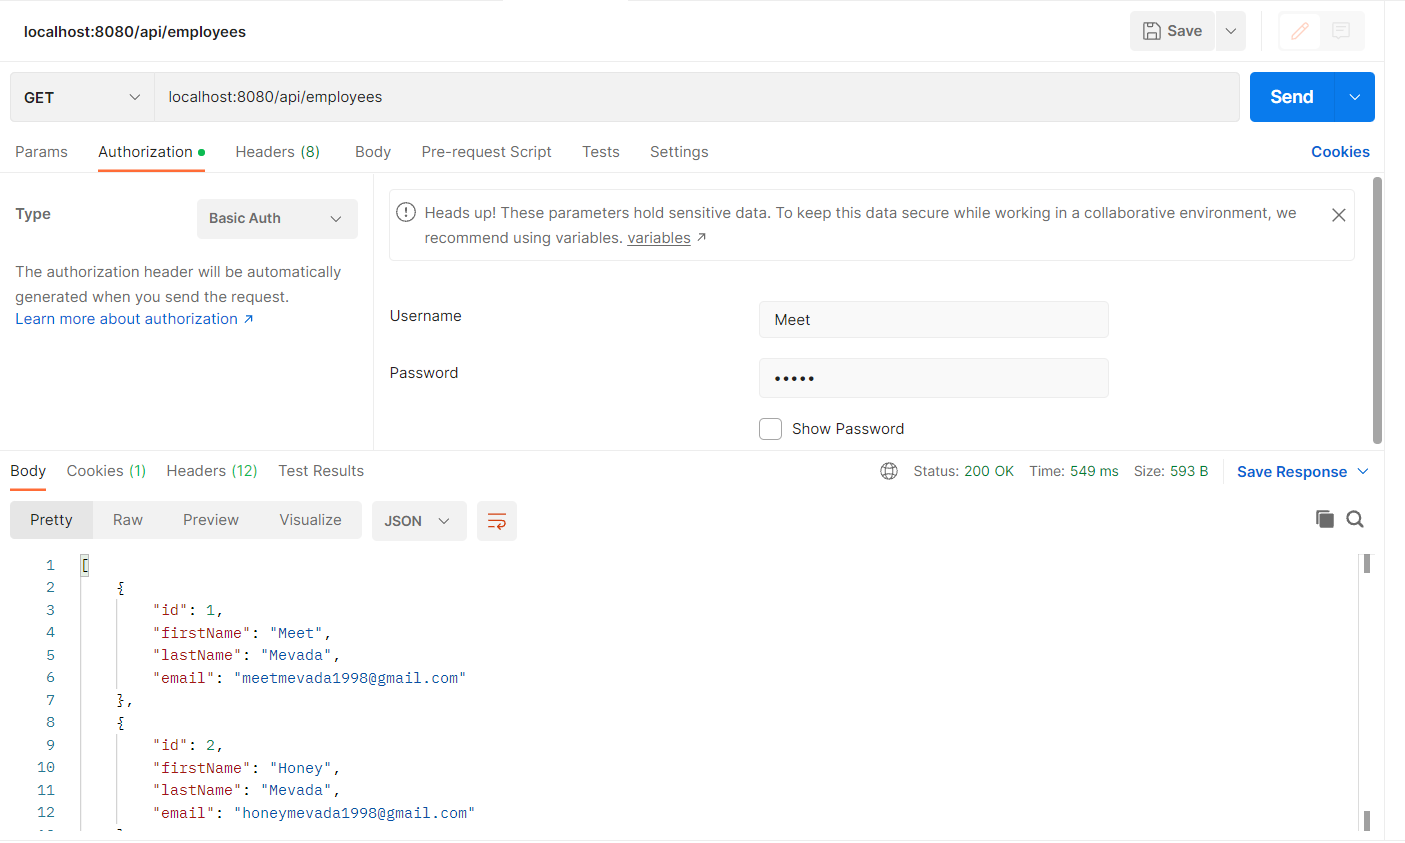 localhost:8080/api/employees
Save
GET
localhost:8080/api/employees
Send
Params Authorization Headers (8) Body Pre-request Script Tests Settings Cookies
Type
Basic Auth
The authorization header will be automatically
generated when you send the request.
Learn more about authorization ↗
Heads up! These parameters hold sensitive data. To keep this data secure while working in a collaborative environment, we
recommend using variables. variables ↗
Username
Meet
Password
•••••
Show Password
Body Cookies (1) Headers (12) Test Results
Status: 200 OK Time: 549 ms Size: 593 B Save Response
Pretty Raw Preview Visualize JSON
1 [
2 {
3 "id": 1,
4 "firstName": "Meet",
5 "lastName": "Mevada",
6 "email": "meetmevada1998@gmail.com"
7 },
8 {
9 "id": 2,
10 "firstName": "Honey",
11 "lastName": "Mevada",
12 "email": "honeymevada1998@gmail.com"